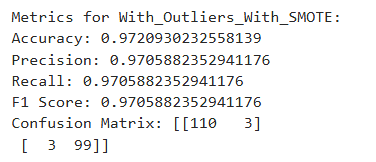 Metrics for With_Outliers_With_SMOTE:
Accuracy: 0.9720930232558139
Precision: 0.9705882352941176
Recall: 0.9705882352941176
F1 Score: 0.9705882352941176
Confusion Matrix: [[110   3]
 [  3  99]]